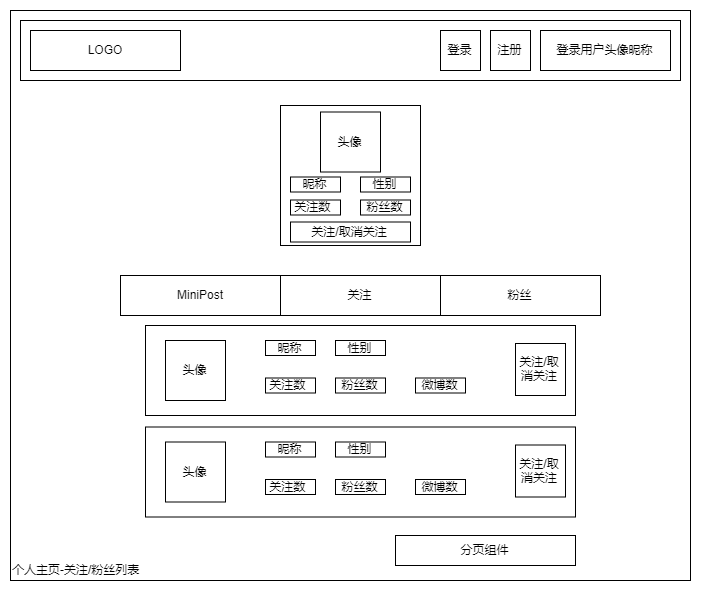 LOGO
登录
注册
登录用户头像昵称
头像
昵称
性别
关注数
粉丝数
关注/取消关注
MiniPost
关注
粉丝
头像
昵称
性别
关注数
粉丝数
微博数
关注/取
消关注
头像
昵称
性别
关注数
粉丝数
微博数
关注/取
消关注
分页组件
个人主页-关注/粉丝列表